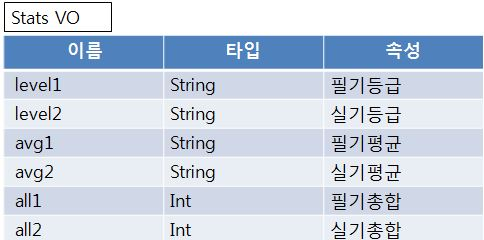 Stats VO
이름 타입 속성
level1 String 필기등급
level2 String 실기등급
avg1 String 필기평균
avg2 String 실기평균
all1 Int 필기총합
all2 Int 실기총합